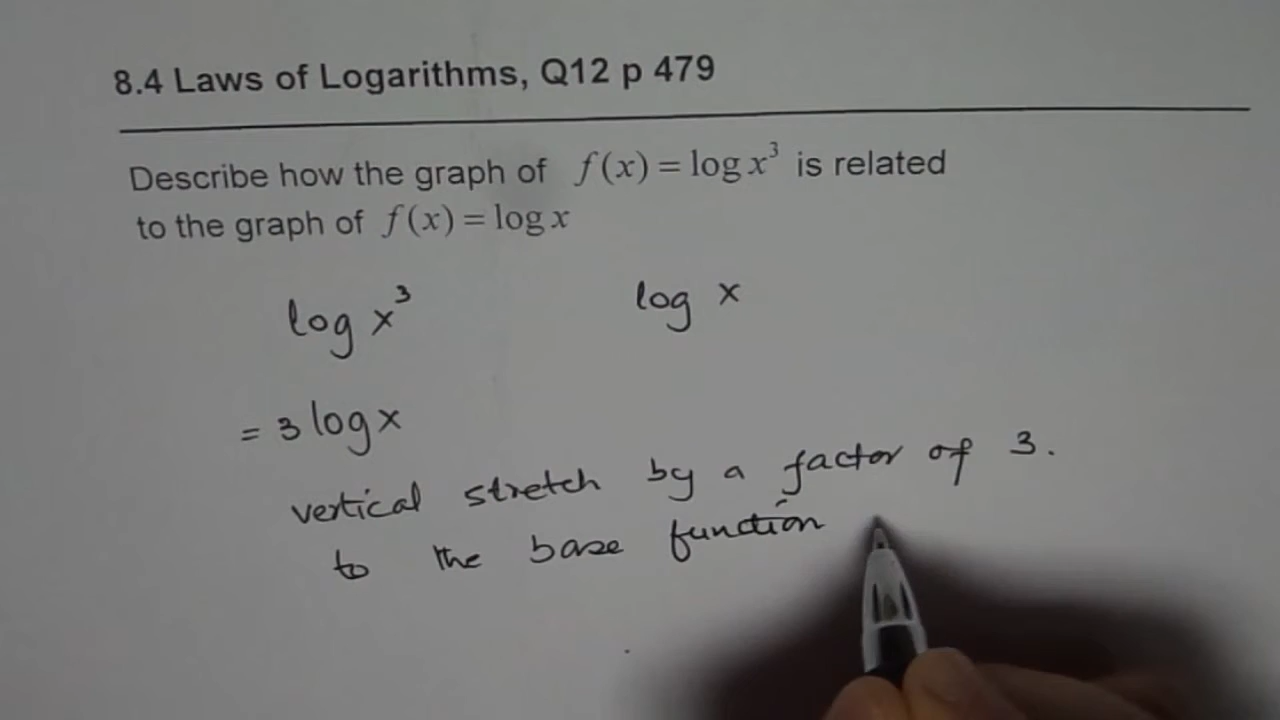 8.4 Laws of Logarithms, Q12 p 479
Describe how the graph of f(x) = log x³ is related
to the graph of f(x) = log x
log x³ log x
= 3 log x
vertical stretch by a factor of 3.
to the base function